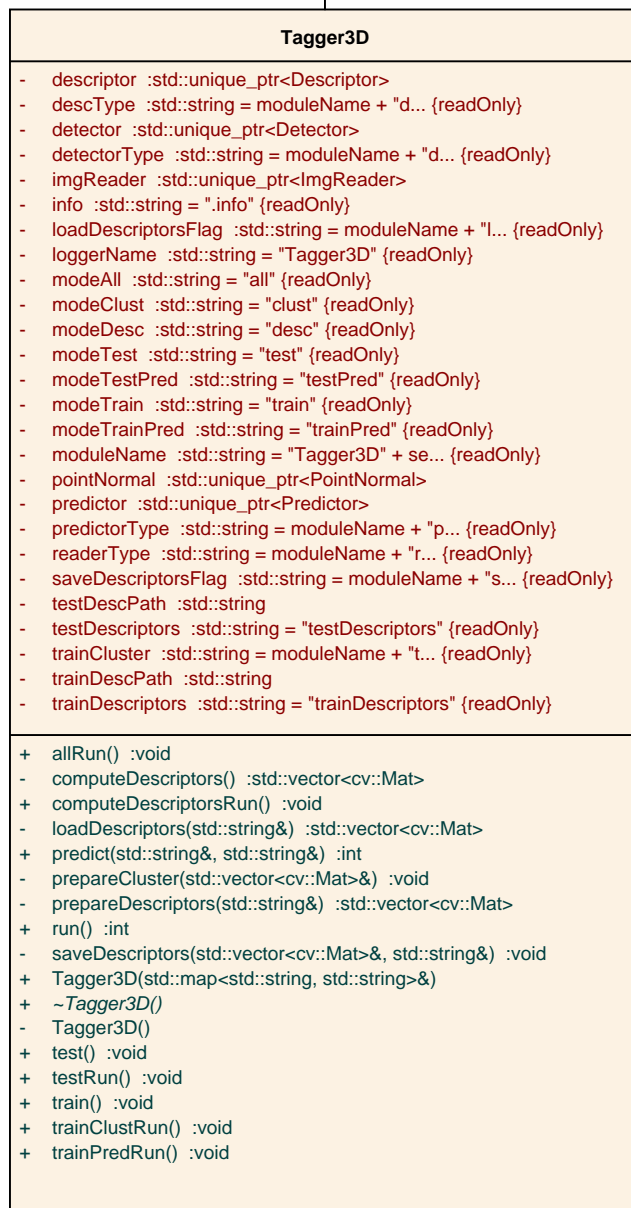 Tagger3D
- descriptor :std::unique_ptr<Descriptor>
- descType :std::string = moduleName + "d... {readOnly}
- detector :std::unique_ptr<Detector>
- detectorType :std::string = moduleName + "d... {readOnly}
- imgReader :std::unique_ptr<ImgReader>
- info :std::string = ".info" {readOnly}
- loadDescriptorsFlag :std::string = moduleName + "l... {readOnly}
- loggerName :std::string = "Tagger3D" {readOnly}
- modeAll :std::string = "all" {readOnly}
- modeClust :std::string = "clust" {readOnly}
- modeDesc :std::string = "desc" {readOnly}
- modeTest :std::string = "test" {readOnly}
- modeTestPred :std::string = "testPred" {readOnly}
- modeTrain :std::string = "train" {readOnly}
- modeTrainPred :std::string = "trainPred" {readOnly}
- moduleName :std::string = "Tagger3D" + se... {readOnly}
- pointNormal :std::unique_ptr<PointNormal>
- predictor :std::unique_ptr<Predictor>
- predictorType :std::string = moduleName + "p... {readOnly}
- readerType :std::string = moduleName + "r... {readOnly}
- saveDescriptorsFlag :std::string = moduleName + "s... {readOnly}
- testDescPath :std::string
- testDescriptors :std::string = "testDescriptors" {readOnly}
- trainCluster :std::string = moduleName + "t... {readOnly}
- trainDescPath :std::string
- trainDescriptors :std::string = "trainDescriptors" {readOnly}
+ allRun() :void
- computeDescriptors() :std::vector<cv::Mat>
+ computeDescriptorsRun() :void
- loadDescriptors(std::string&) :std::vector<cv::Mat>
+ predict(std::string&, std::string&) :int
- prepareCluster(std::vector<cv::Mat>&) :void
- prepareDescriptors(std::string&) :std::vector<cv::Mat>
+ run() :int
- saveDescriptors(std::vector<cv::Mat>&, std::string&) :void
+ Tagger3D(std::map<std::string, std::string>&)
+ ~Tagger3D()
- Tagger3D()
+ test() :void
+ testRun() :void
+ train() :void
+ trainClustRun() :void
+ trainPredRun() :void